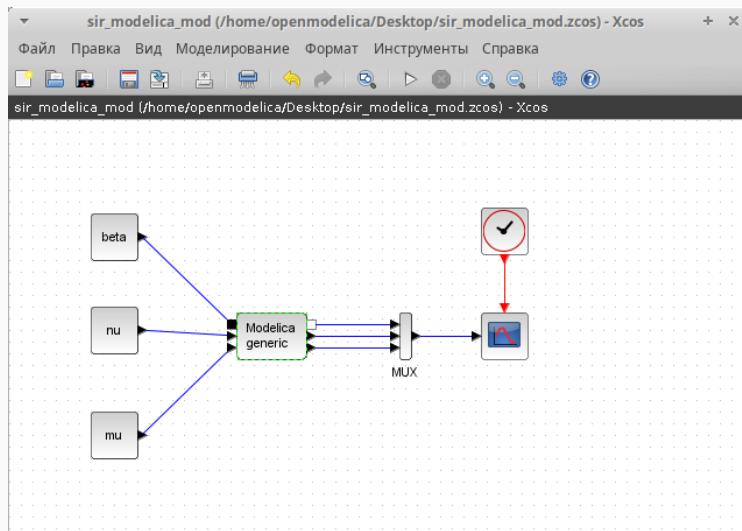 sir_modelica_mod (/home/openmodelica/Desktop/sir_modelica_mod.zcos) - Xcos
Файл Правка Вид Моделирование Формат Инструменты Справка
sir_modelica_mod (/home/openmodelica/Desktop/sir_modelica_mod.zcos) - Xcos
beta
nu
Modelica
generic
MUX
mu